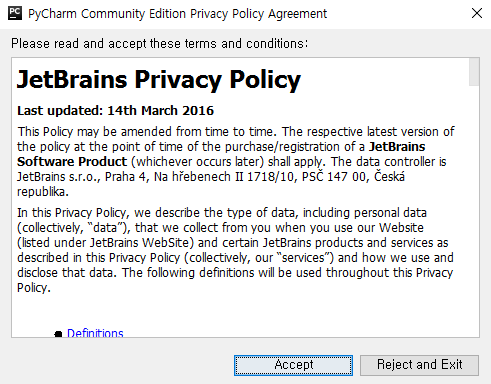 PC PyCharm Community Edition Privacy Policy Agreement
Please read and accept these terms and conditions:
JetBrains Privacy Policy
Last updated: 14th March 2016
This Policy may be amended from time to time. The respective latest version of
the policy at the point of time of the purchase/registration of a JetBrains
Software Product (whichever occurs later) shall apply. The data controller is
JetBrains s.r.o., Praha 4, Na hřebenech II 1718/10, PSČ 147 00, Česká
republika.
In this Privacy Policy, we describe the type of data, including personal data
(collectively, “data”), that we collect from you when you use our Website
(listed under JetBrains WebSite) and certain JetBrains products and services as
described in this Privacy Policy (collectively, our “services”) and how we use and
disclose that data. The following definitions will be used throughout this Privacy
Policy.
● Definitions
Accept Reject and Exit